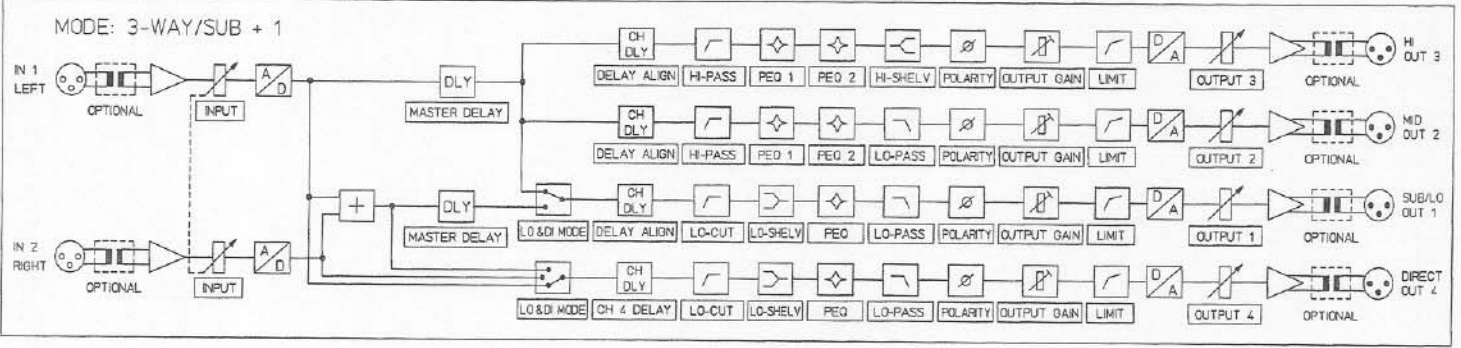 MODE: 3-WAY/SUB + 1
IN 1
LEFT
OPTIONAL
INPUT
A
D
DLY
MASTER DELAY
CH
DLY
DELAY ALIGN
HI-PASS
PEQ 1
PEQ 2
HI-SHELV
POLARITY
OUTPUT GAIN
LIMIT
D
A
OUTPUT 3
OPTIONAL
HI
OUT 3
CH
DLY
DELAY ALIGN
HI-PASS
PEQ 1
PEQ 2
LO-PASS
POLARITY
OUTPUT GAIN
LIMIT
D
A
OUTPUT 2
OPTIONAL
MID
OUT 2
+
DLY
MASTER DELAY
LO&DI MODE
CH
DLY
DELAY ALIGN
LO-CUT
LO-SHELV
PEQ
LO-PASS
POLARITY
OUTPUT GAIN
LIMIT
D
A
OUTPUT 1
OPTIONAL
SUB/LO
OUT 1
IN 2
RIGHT
OPTIONAL
INPUT
A
D
LO&DI MODE
CH
DLY
CH 4 DELAY
LO-CUT
LO-SHELV
PEQ
LO-PASS
POLARITY
OUTPUT GAIN
LIMIT
D
A
OUTPUT 4
OPTIONAL
DIRECT
OUT 4